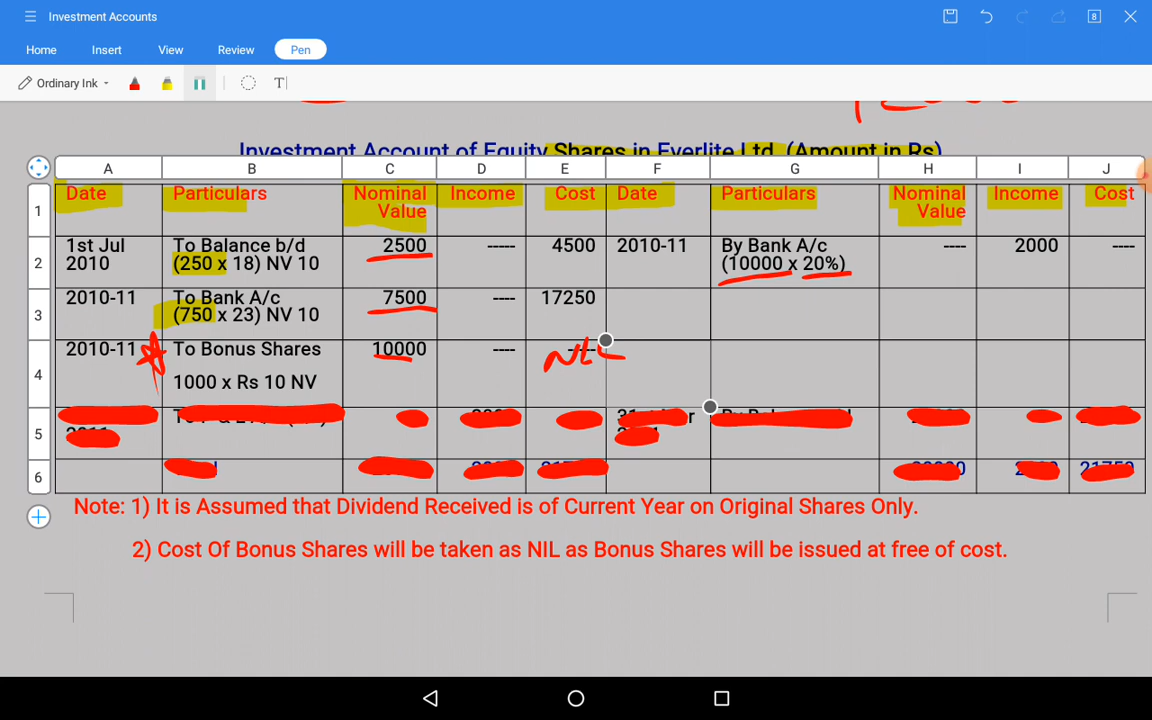 Investment Accounts
8
Home Insert View Review Pen
Ordinary Ink T
Investment Account of Equity Shares in Everlite Ltd. (Amount in Rs)
A B C D E F G H I J
1 Date Particulars Nominal Value Income Cost Date Particulars Nominal Value Income Cost
2 1st Jul 2010 To Balance b/d (250 x 18) NV 10 2500 ----- 4500 2010-11 By Bank A/c (10000 x 20%) ---- 2000 ----
3 2010-11 To Bank A/c (750 x 23) NV 10 7500 ---- 17250
4 2010-11 To Bonus Shares 1000 x Rs 10 NV 10000 ---- NIL
5
6
Note: 1) It is Assumed that Dividend Received is of Current Year on Original Shares Only.
2) Cost Of Bonus Shares will be taken as NIL as Bonus Shares will be issued at free of cost.